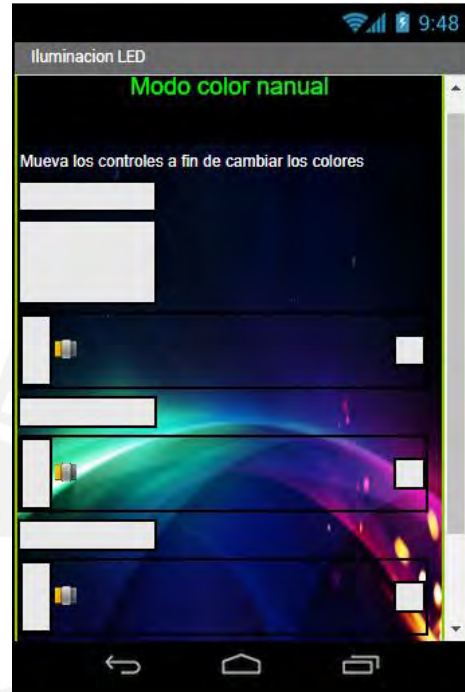 9:48
Iluminacion LED
Modo color nanual
Mueva los controles a fin de cambiar los colores